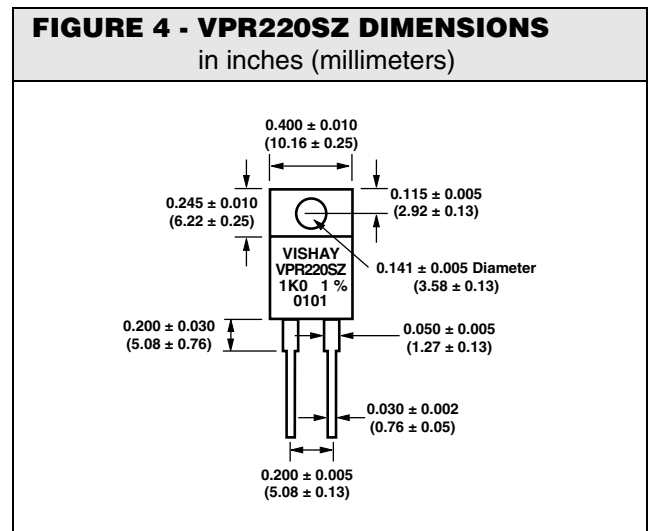 FIGURE 4 - VPR220SZ DIMENSIONS
in inches (millimeters)
0.400 ± 0.010
(10.16 ± 0.25)
0.245 ± 0.010
(6.22 ± 0.25)
0.115 ± 0.005
(2.92 ± 0.13)
VISHAY
VPR220SZ
1K0 1 %
0101
0.141 ± 0.005 Diameter
(3.58 ± 0.13)
0.200 ± 0.030
(5.08 ± 0.76)
0.050 ± 0.005
(1.27 ± 0.13)
0.030 ± 0.002
(0.76 ± 0.05)
0.200 ± 0.005
(5.08 ± 0.13)